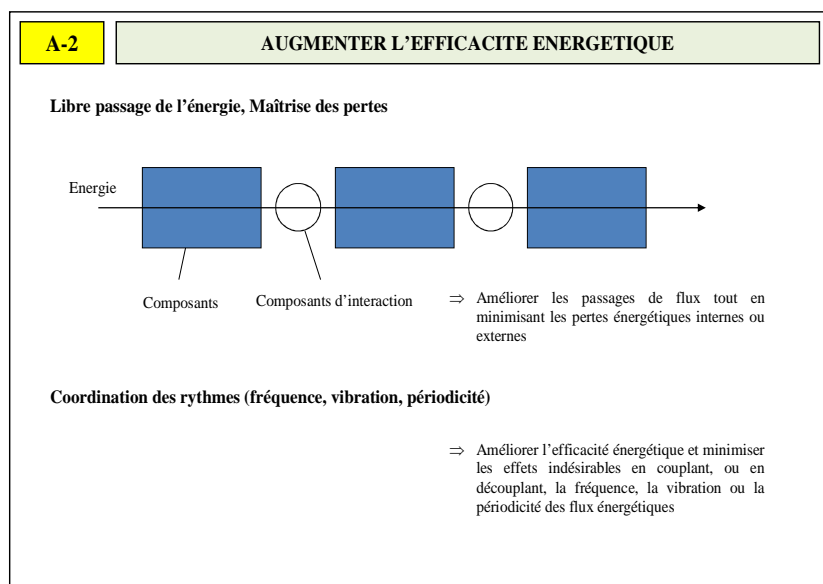 A-2
AUGMENTER L’EFFICACITE ENERGETIQUE
Libre passage de l’énergie, Maîtrise des pertes
Energie
Composants
Composants d’interaction
⇒ Améliorer les passages de flux tout en
minimisant les pertes énergétiques internes ou
externes
Coordination des rythmes (fréquence, vibration, périodicité)
⇒ Améliorer l’efficacité énergétique et minimiser
les effets indésirables en couplant, ou en
découplant, la fréquence, la vibration ou la
périodicité des flux énergétiques